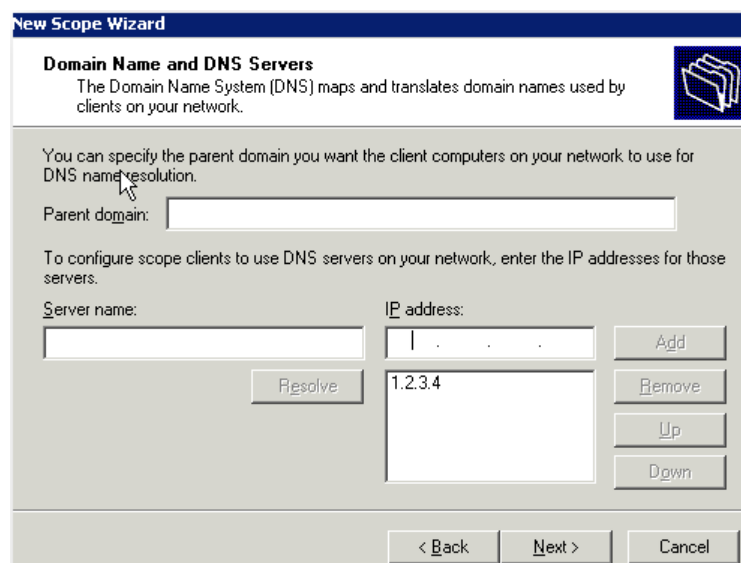 New Scope Wizard
Domain Name and DNS Servers
The Domain Name System (DNS) maps and translates domain names used by
clients on your network.
You can specify the parent domain you want the client computers on your network to use for
DNS name resolution.
Parent domain:
To configure scope clients to use DNS servers on your network, enter the IP addresses for those
servers.
Server name:
IP address:
. . .
Add
Resolve
1.2.3.4
Remove
Up
Down
< Back
Next >
Cancel